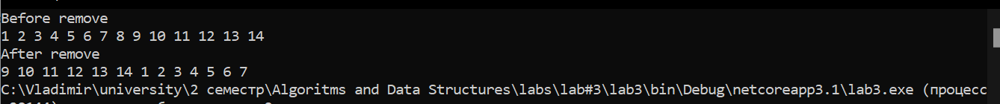 Before remove
1 2 3 4 5 6 7 8 9 10 11 12 13 14
After remove
9 10 11 12 13 14 1 2 3 4 5 6 7
C:\Vladimir\university\2 семестр\Algoritms and Data Structures\labs\lab#3\lab3\bin\Debug\netcoreapp3.1\lab3.exe (процесс